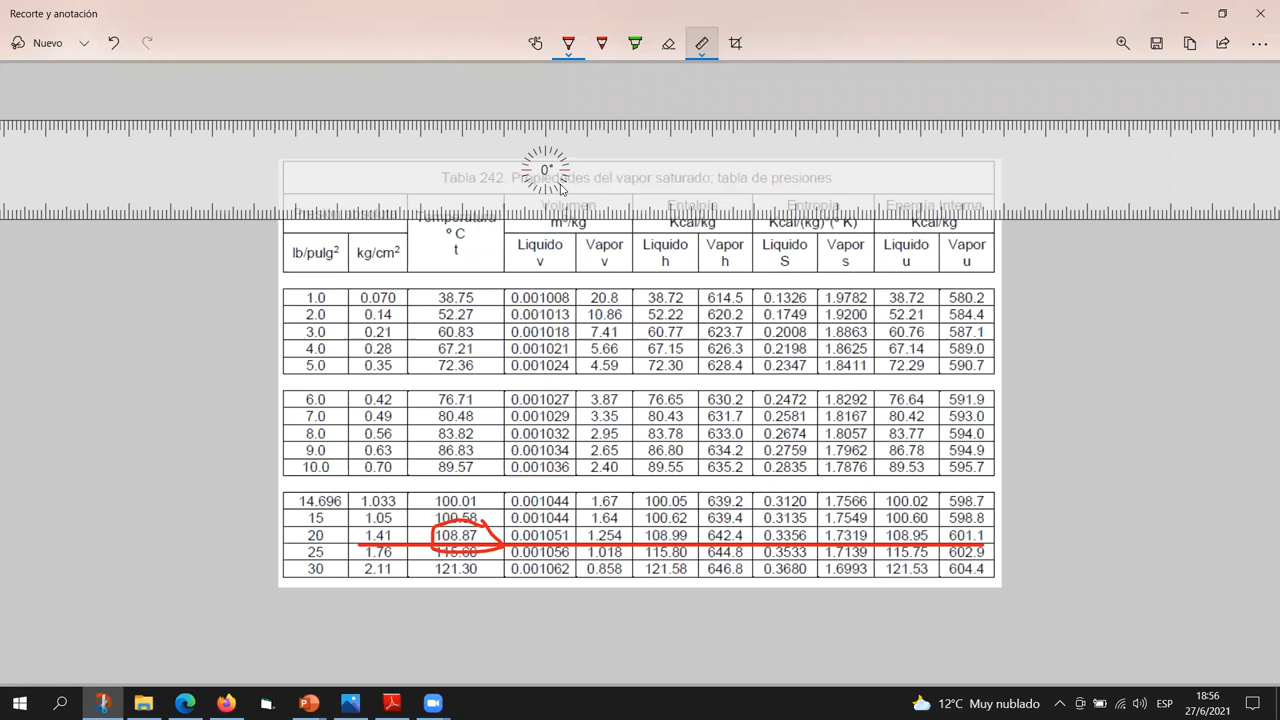 Recorte y anotación
Nuevo
0°
Tabla 242. Propiedades del vapor saturado; tabla de presiones
Presión absoluta Temperatura º C t Volumen m³/kg Entalpía Kcal/kg Entropía Kcal/(kg) (° K) Energía Interna Kcal/kg
lb/pulg² kg/cm² Liquido v Vapor v Liquido h Vapor h Liquido S Vapor s Liquido u Vapor u
1.0 0.070 38.75 0.001008 20.8 38.72 614.5 0.1326 1.9782 38.72 580.2
2.0 0.14 52.27 0.001013 10.86 52.22 620.2 0.1749 1.9200 52.21 584.4
3.0 0.21 60.83 0.001018 7.41 60.77 623.7 0.2008 1.8863 60.76 587.1
4.0 0.28 67.21 0.001021 5.66 67.15 626.3 0.2198 1.8625 67.14 589.0
5.0 0.35 72.36 0.001024 4.59 72.30 628.4 0.2347 1.8411 72.29 590.7
6.0 0.42 76.71 0.001027 3.87 76.65 630.2 0.2472 1.8292 76.64 591.9
7.0 0.49 80.48 0.001029 3.35 80.43 631.7 0.2581 1.8167 80.42 593.0
8.0 0.56 83.82 0.001032 2.95 83.78 633.0 0.2674 1.8057 83.77 594.0
9.0 0.63 86.83 0.001034 2.65 86.80 634.2 0.2759 1.7962 86.78 594.9
10.0 0.70 89.57 0.001036 2.40 89.55 635.2 0.2835 1.7876 89.53 595.7
14.696 1.033 100.01 0.001044 1.67 100.05 639.2 0.3120 1.7566 100.02 598.7
15 1.05 100.58 0.001044 1.64 100.62 639.4 0.3135 1.7549 100.60 598.8
20 1.41 108.87 0.001051 1.254 108.99 642.4 0.3356 1.7319 108.95 601.1
25 1.76 115.60 0.001056 1.018 115.80 644.8 0.3533 1.7139 115.75 602.9
30 2.11 121.30 0.001062 0.858 121.58 646.8 0.3680 1.6993 121.53 604.4
12°C Muy nublado
ESP
18:56
27/6/2021